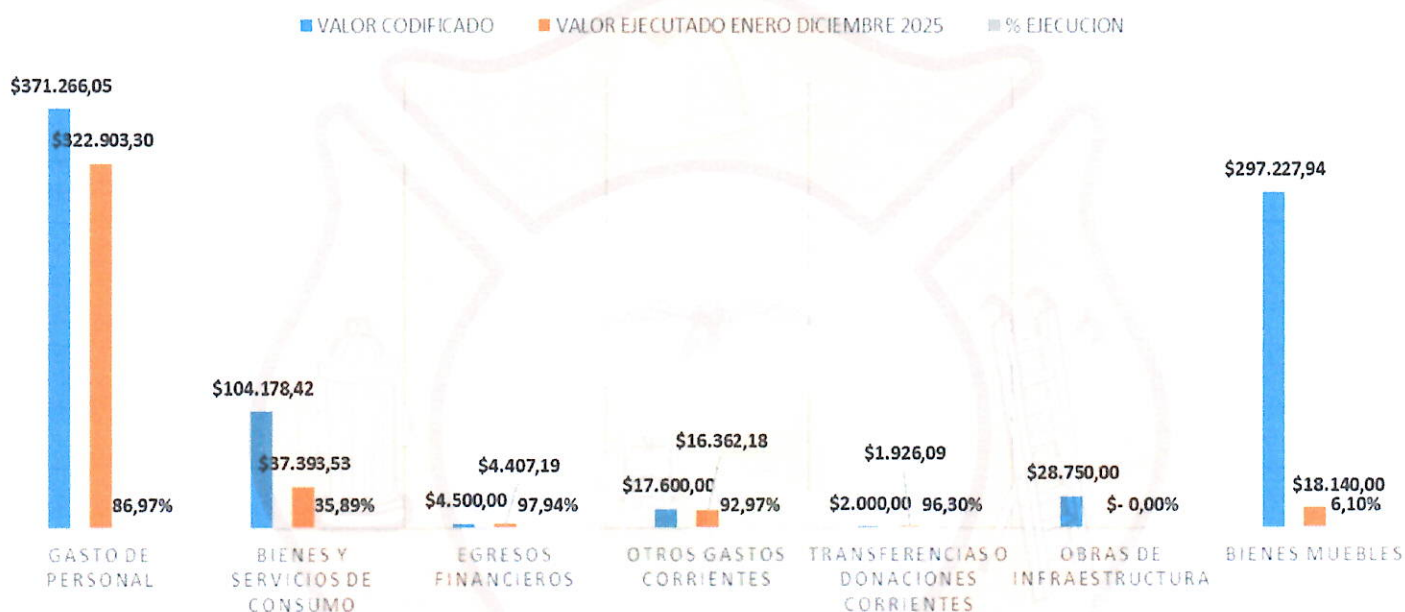 VALOR CODIFICADO VALOR EJECUTADO ENERO DICIEMBRE 2025 % EJECUCION
$371.266,05
$322.903,30
86,97%
GASTO DE
PERSONAL
$104.178,42
$37.393,53
35,89%
BIENES Y
SERVICIOS DE
CONSUMO
$4.500,00
$4.407,19
97,94%
EGRESOS
FINANCIEROS
$17.600,00
$16.362,18
92,97%
OTROS GASTOS
CORRIENTES
$2.000,00
$1.926,09
96,30%
TRANSFERENCIAS O
DONACIONES
CORRIENTES
$28.750,00
$- 0,00%
OBRAS DE
INFRAESTRUCTURA
$297.227,94
$18.140,00
6,10%
BIENES MUEBLES